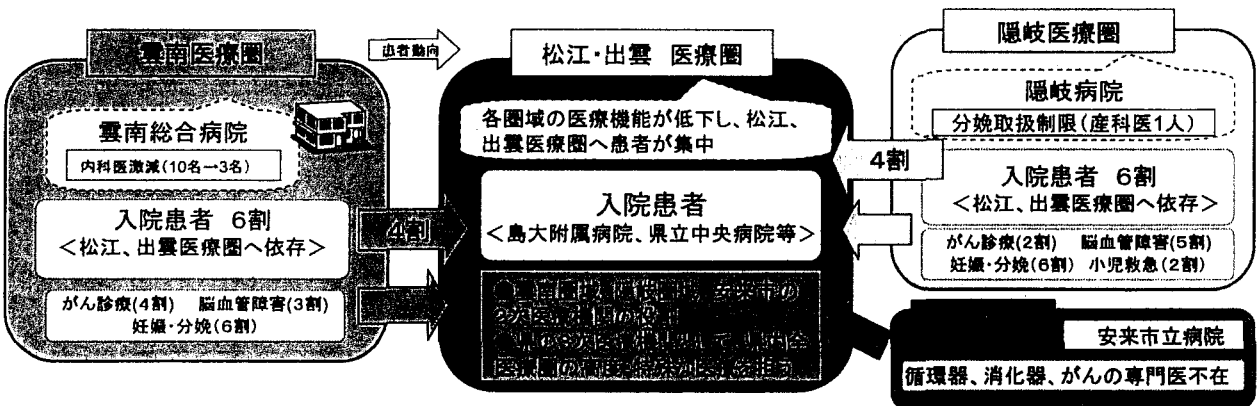 雲南医療圏
患者動向
雲南総合病院
内科医激減(10名→3名)
入院患者 6割
<松江、出雲医療圏へ依存>
がん診療(4割) 脳血管障害(3割)
妊娠・分娩(6割)
4割
松江・出雲 医療圏
各圏域の医療機能が低下し、松江、
出雲医療圏へ患者が集中
入院患者
<島大附属病院、県立中央病院等>
安来市の
隠岐医療圏
隠岐病院
分娩取扱制限(産科医1人)
4割
入院患者 6割
<松江、出雲医療圏へ依存>
がん診療(2割) 脳血管障害(5割)
妊娠・分娩(6割) 小児救急(2割)
安来市立病院
循環器、消化器、がんの専門医不在